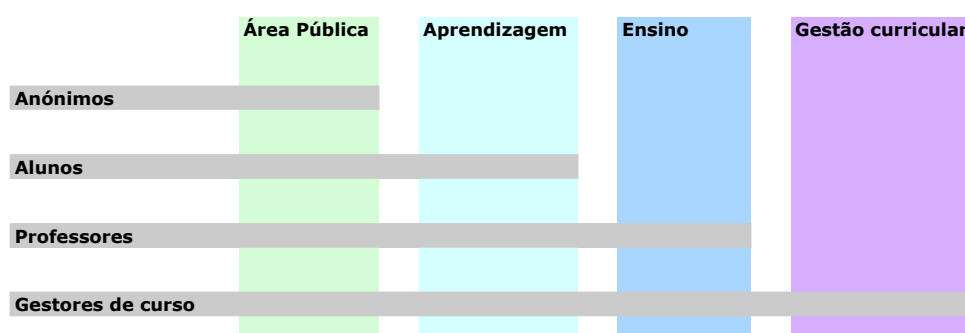 Área Pública Aprendizagem Ensino Gestão curricular
Anónimos
Alunos
Professores
Gestores de curso